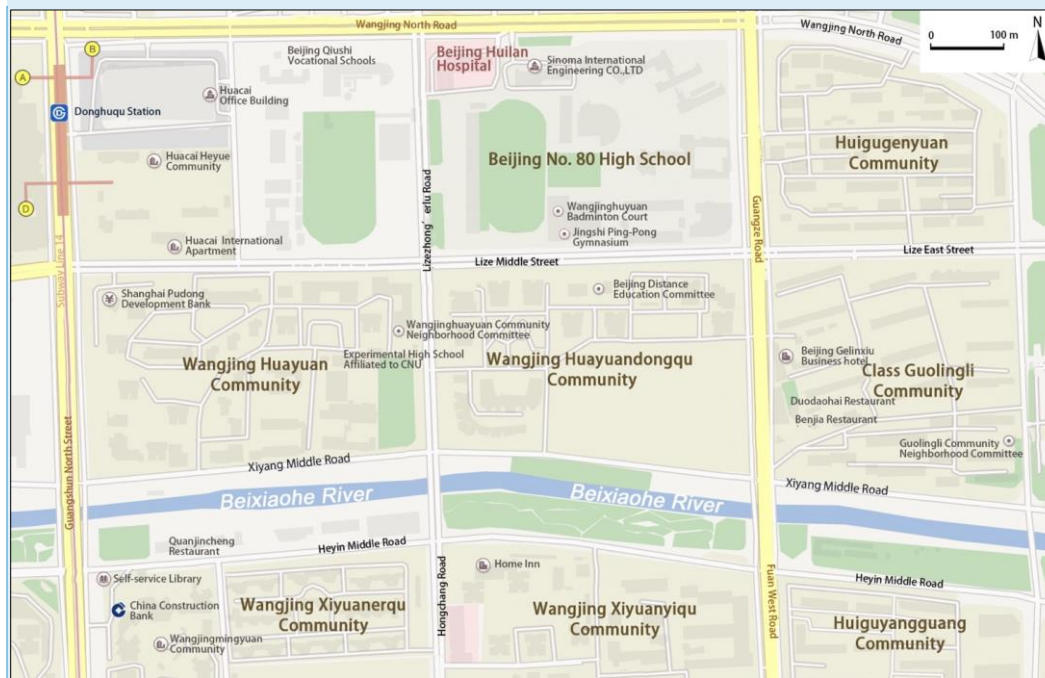 Wangjing North Road
Wangjing North Road
N
0 100 m
B
A
Donghuqu Station
Beijing Qiushi
Vocational Schools
Beijing Huilan
Hospital
Sinoma International
Engineering CO.,LTD
Huacai
Office Building
Huacai Heyue
Community
Beijing No. 80 High School
Huigugenyuan
Community
D
Wangjinghuyuan
Badminton Court
Jingshi Ping-Pong
Gymnasium
Huacai International
Apartment
Lizezhong' erlu Road
Guangze Road
Lize Middle Street
Lize East Street
Subway Line 14
Shanghai Pudong
Development Bank
Beijing Distance
Education Committee
Wangjinghuayuan Community
Neighborhood Committee
Experimental High School
Affiliated to CNU
Wangjing Huayuan
Community
Wangjing Huayuandongqu
Community
Beijing Gelinxiu
Business hotel
Class Guolingli
Community
Duodaohai Restaurant
Benjia Restaurant
Guolingli Community
Neighborhood Committee
Guangshun North Street
Xiyang Middle Road
Xiyang Middle Road
Beixiaohe River
Beixiaohe River
Quanjincheng
Restaurant
Heyin Middle Road
Heyin Middle Road
Self-service Library
Home Inn
China Construction
Bank
Wangjing Xiyuanerqu
Community
Hongchang Road
Wangjing Xiyuanyiqu
Community
Fuan West Road
Huiguyangguang
Community
Wangjingmingyuan
Community